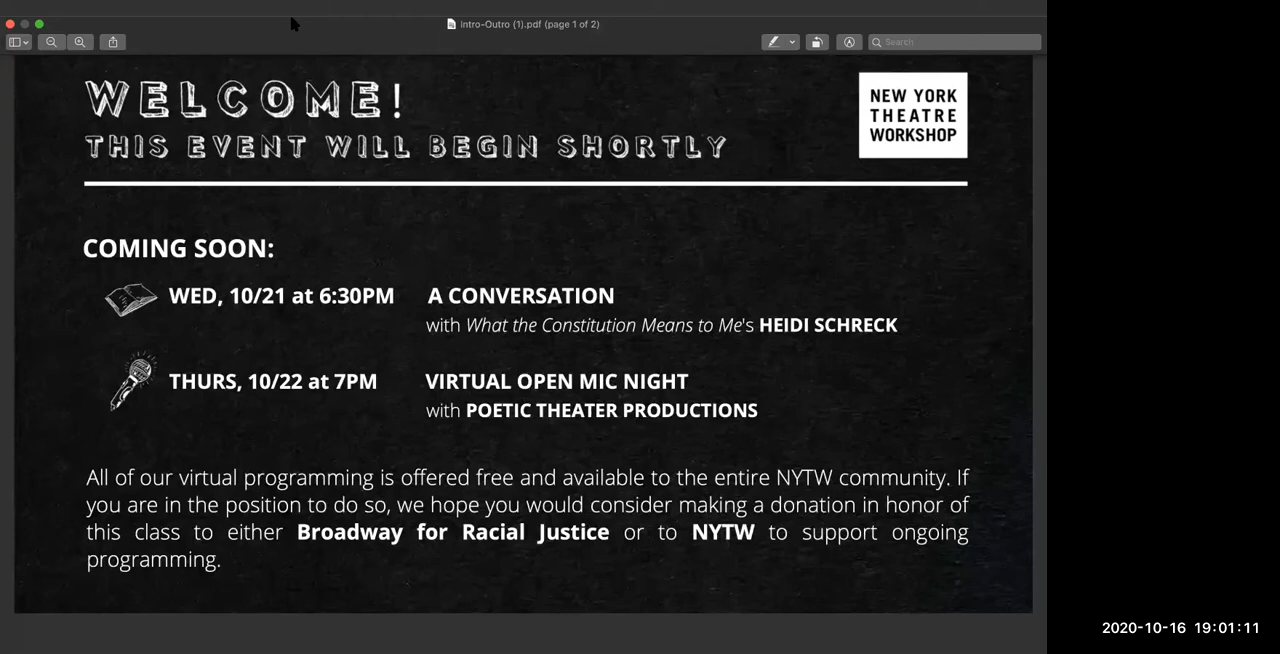 Intro-Outro (1).pdf (page 1 of 2)
Search
WELCOME!
THIS EVENT WILL BEGIN SHORTLY
NEW YORK
THEATRE
WORKSHOP
COMING SOON:
WED, 10/21 at 6:30PM A CONVERSATION
with What the Constitution Means to Me's HEIDI SCHRECK
THURS, 10/22 at 7PM VIRTUAL OPEN MIC NIGHT
with POETIC THEATER PRODUCTIONS
All of our virtual programming is offered free and available to the entire NYTW community. If
you are in the position to do so, we hope you would consider making a donation in honor of
this class to either Broadway for Racial Justice or to NYTW to support ongoing
programming.
2020-10-16 19:01:11